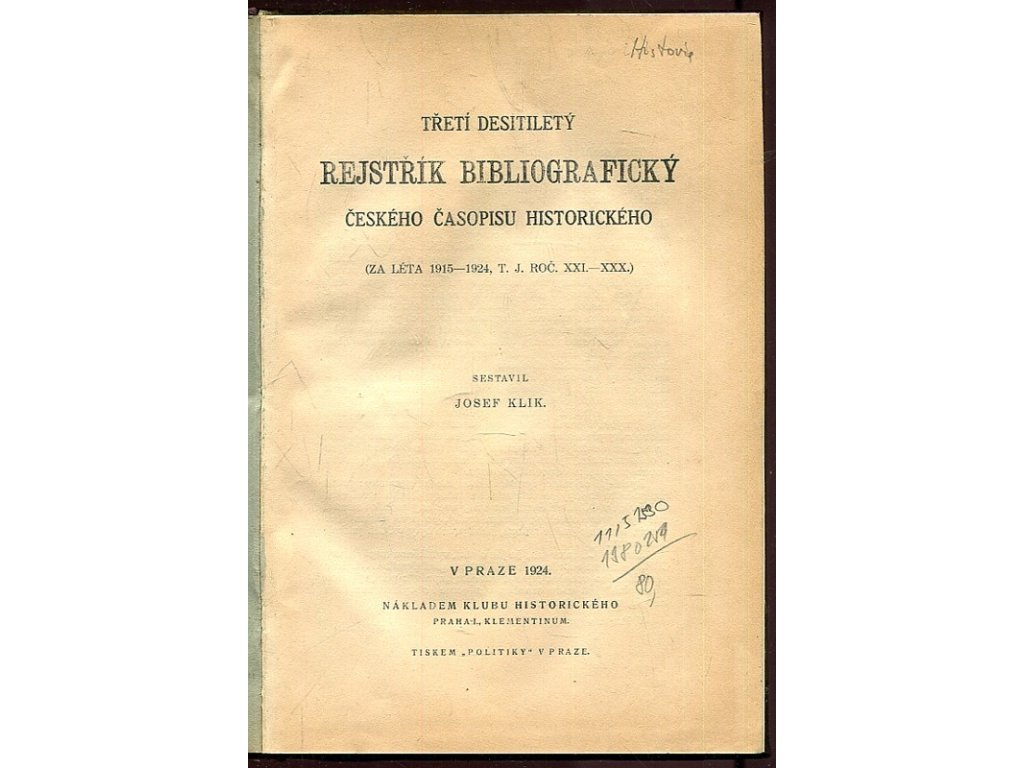 Historie
TŘETÍ DESITILETÝ
REJSTŘÍK BIBLIOGRAFICKÝ
ČESKÉHO ČASOPISU HISTORICKÉHO
(ZA LÉTA 1915—1924, T. J. ROČ. XXI.—XXX.)
SESTAVIL
JOSEF KLIK.
V PRAZE 1924.
NÁKLADEM KLUBU HISTORICKÉHO
PRAHA-I., KLEMENTINUM.
TISKEM „POLITIKY“ V PRAZE.
80,